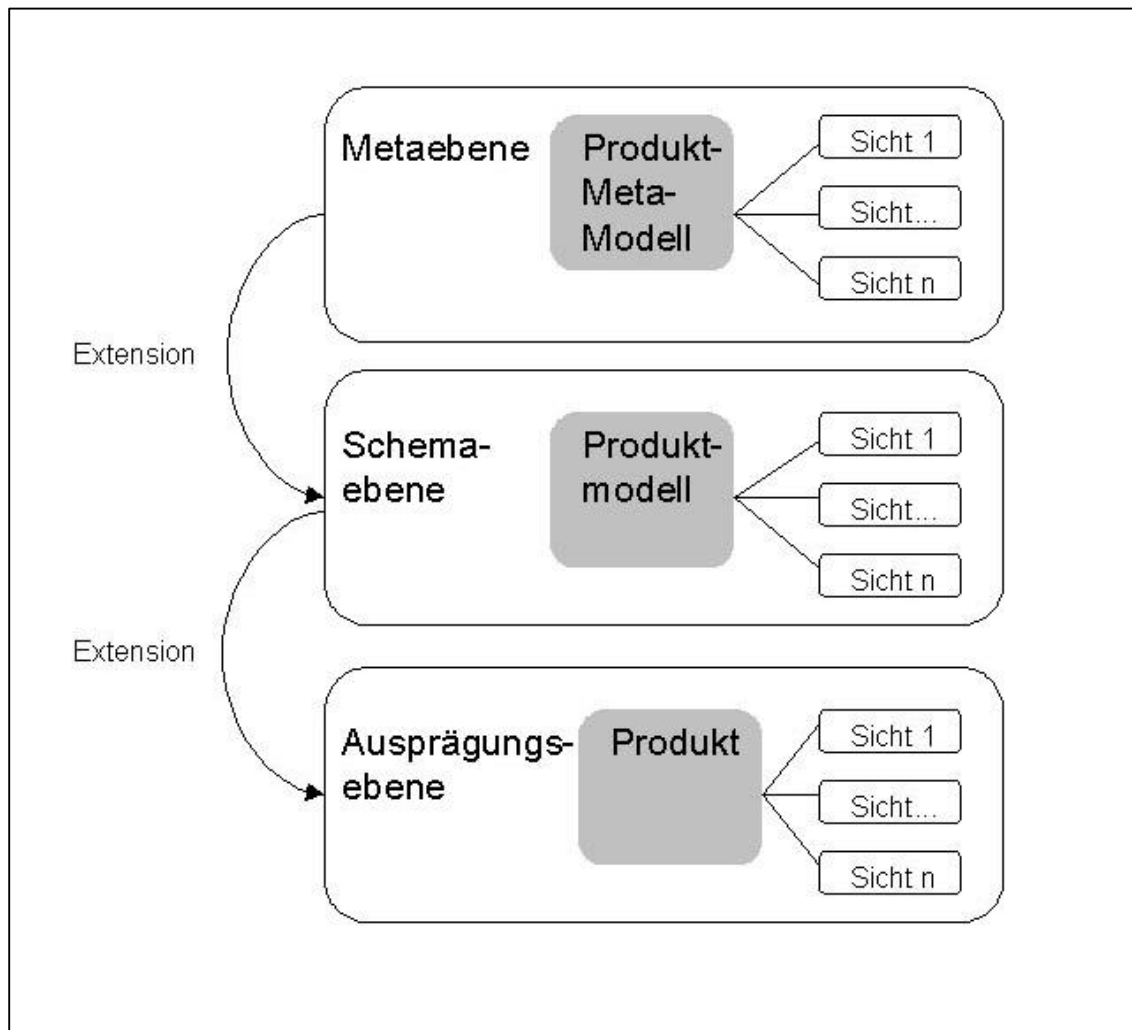 Metaebene
Produkt-
Meta-
Modell
Sicht 1
Sicht...
Sicht n
Extension
Schema-
ebene
Produkt-
modell
Sicht 1
Sicht...
Sicht n
Extension
Ausprägungs-
ebene
Produkt
Sicht 1
Sicht...
Sicht n